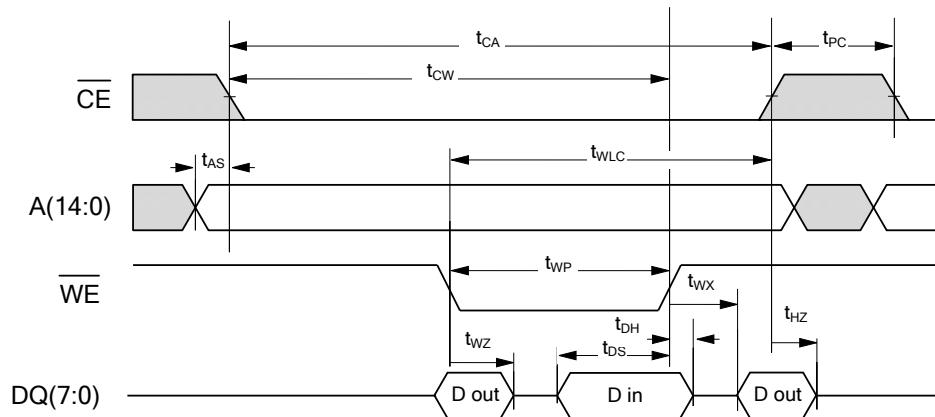 tCA
tPC
tCW
CE
tWLC
tAS
A(14:0)
tWP
WE
tWX
tDH
tHZ
tWZ
tDS
DQ(7:0)
D out
D in
D out